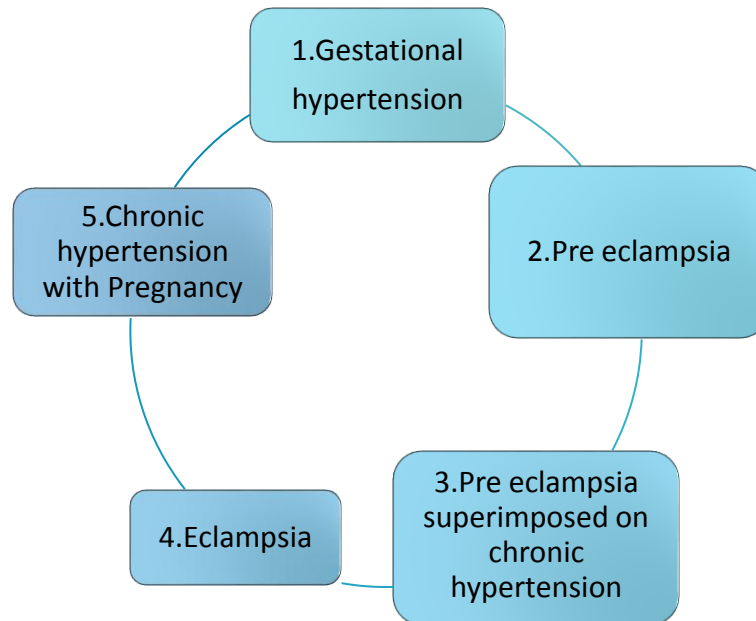 1.Gestational
hypertension
2.Pre eclampsia
3.Pre eclampsia
superimposed on
chronic
hypertension
4.Eclampsia
5.Chronic
hypertension
with Pregnancy